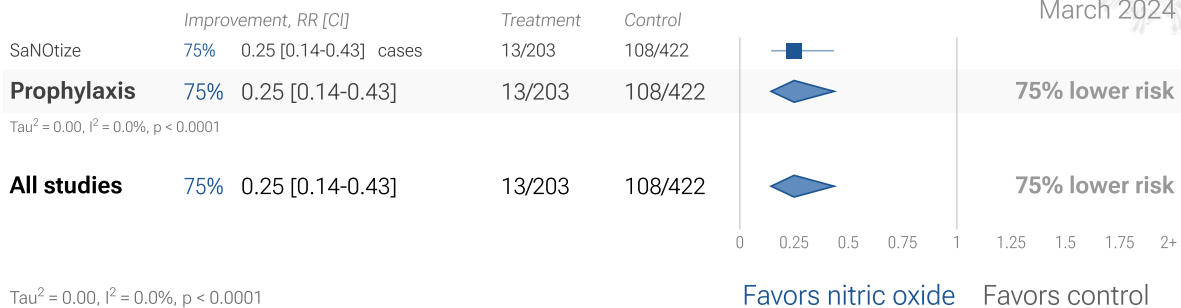 March 2024
Improvement, RR [CI] Treatment Control
SaNOtize 75% 0.25 [0.14-0.43] cases 13/203 108/422
Prophylaxis 75% 0.25 [0.14-0.43] 13/203 108/422 75% lower risk
Tau² = 0.00, I² = 0.0%, p < 0.0001
All studies 75% 0.25 [0.14-0.43] 13/203 108/422 75% lower risk
0 0.25 0.5 0.75 1 1.25 1.5 1.75 2+
Tau² = 0.00, I² = 0.0%, p < 0.0001 Favors nitric oxide Favors control